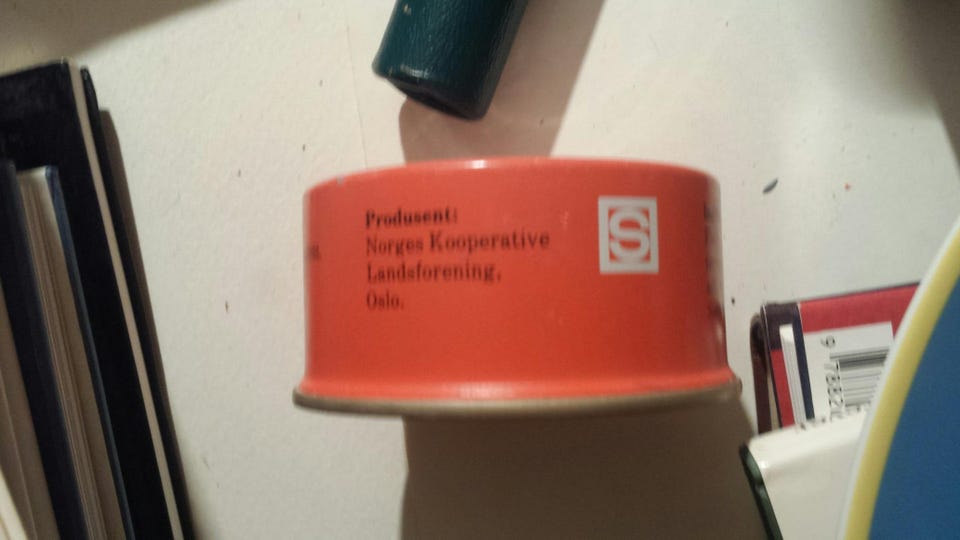 Produsent:
Norges Kooperative
Landsforening,
Oslo.
S